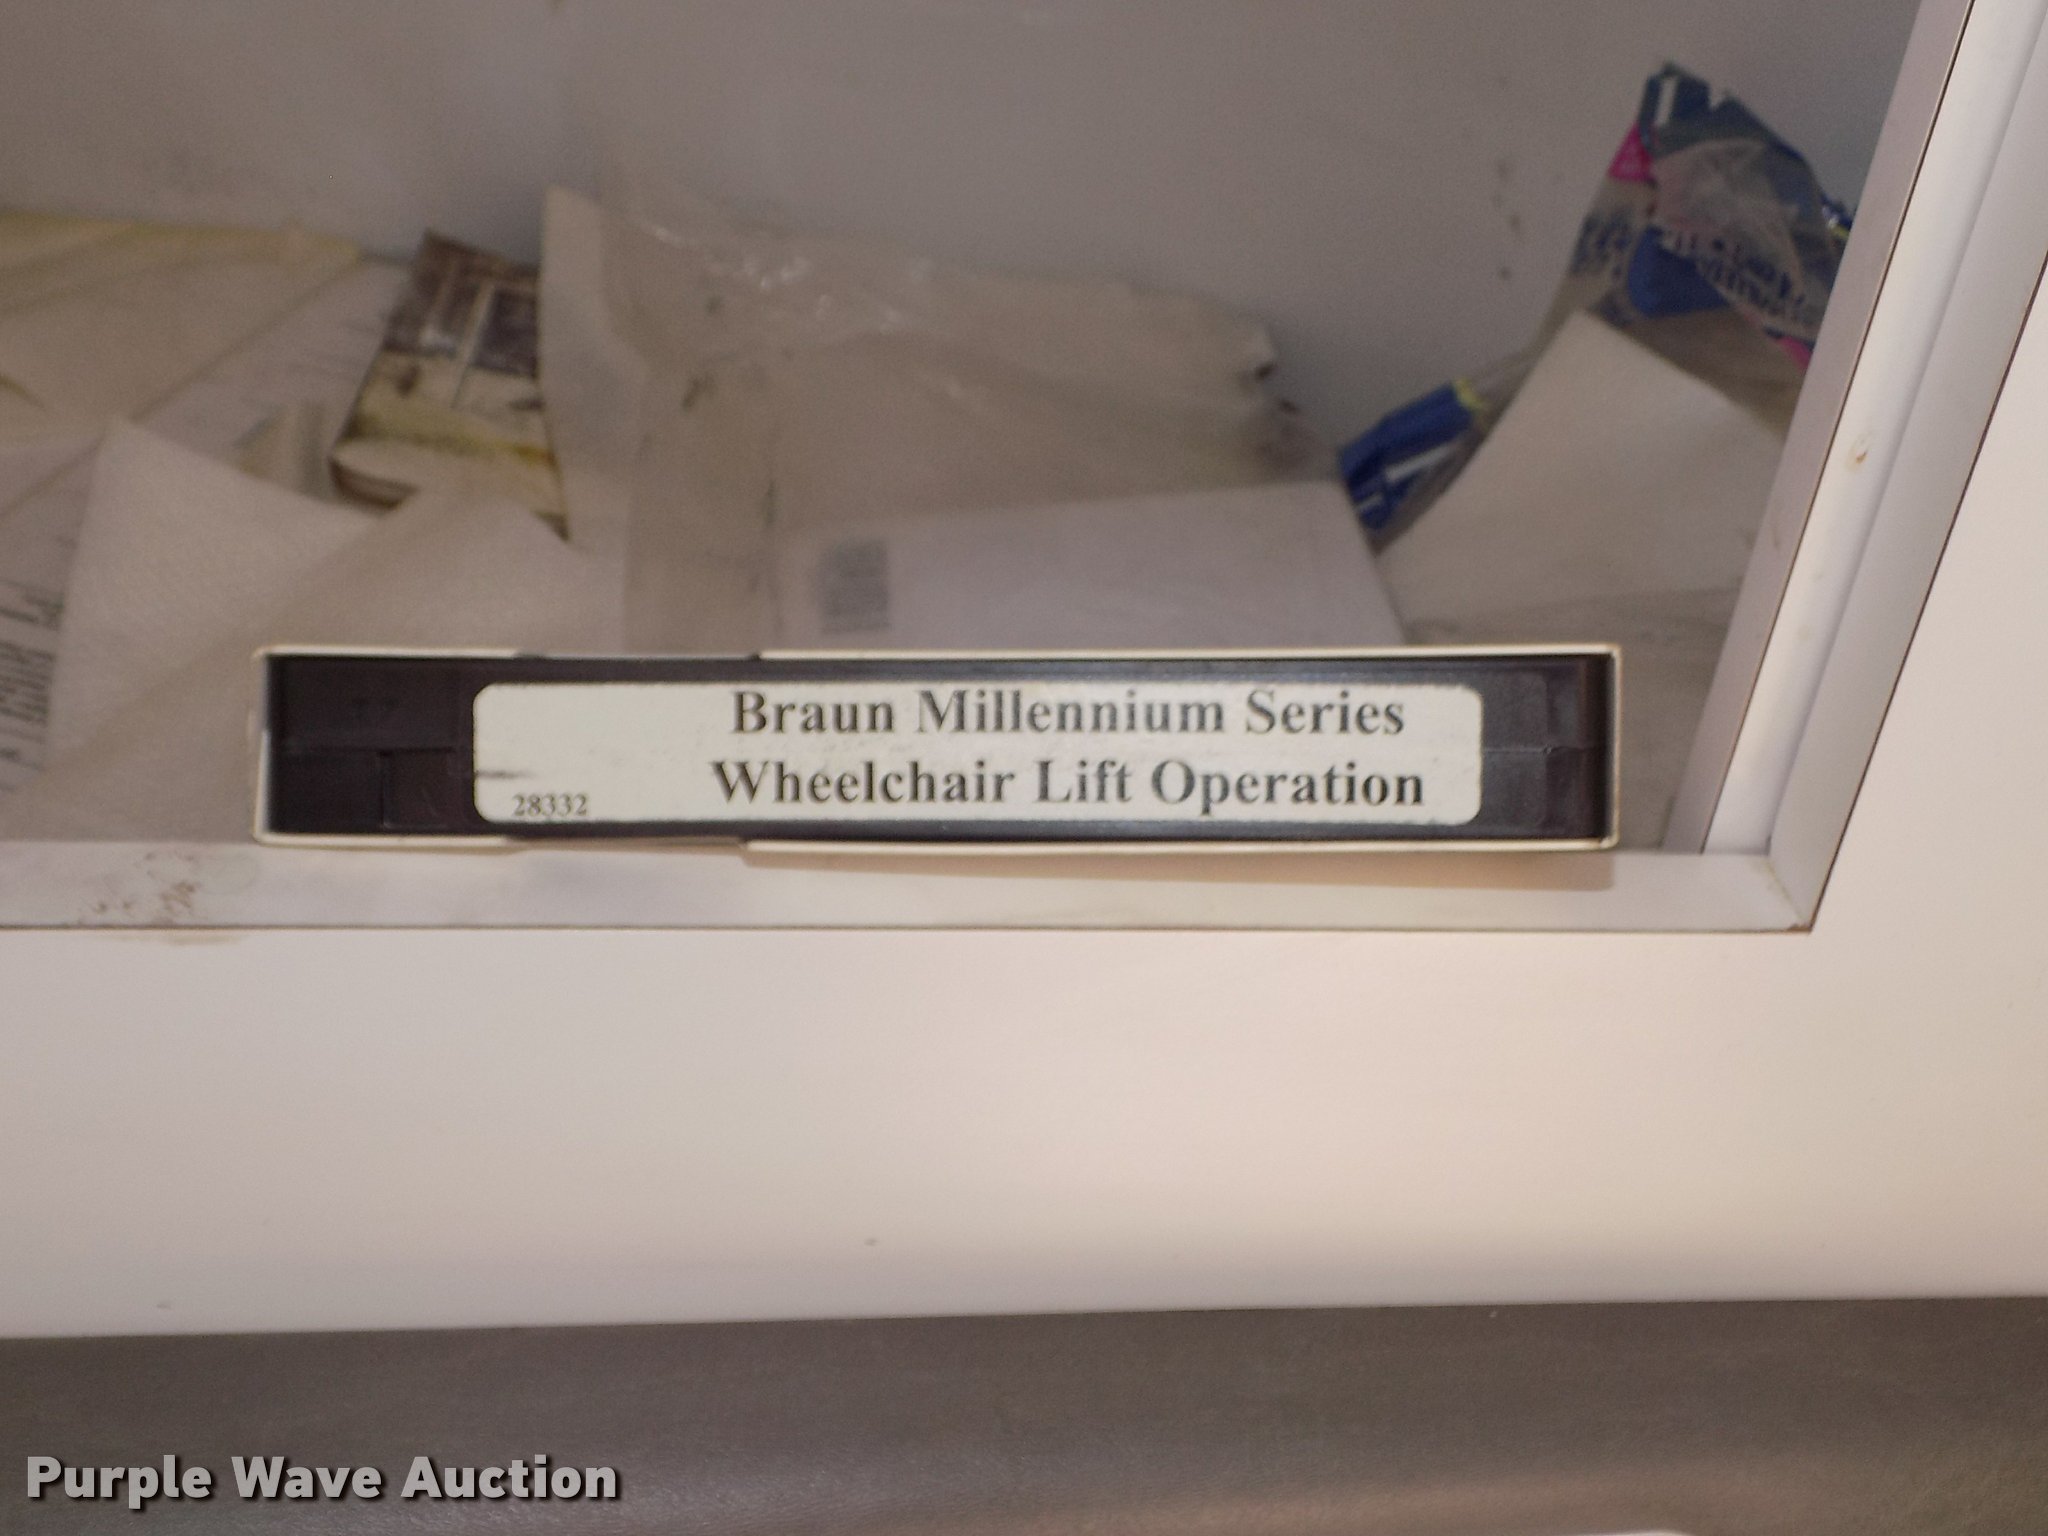 Braun Millennium Series
Wheelchair Lift Operation
28332
Purple Wave Auction